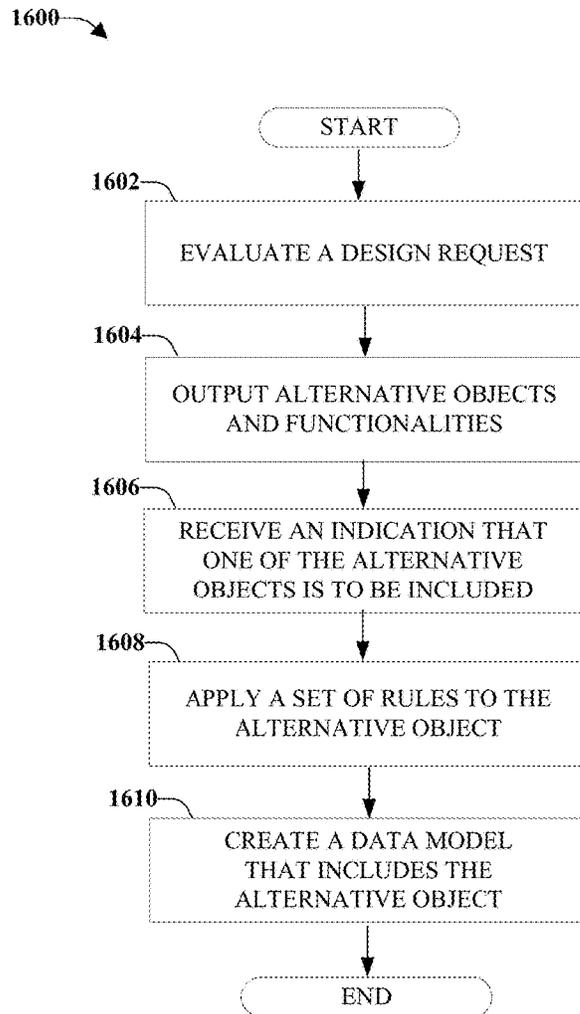 1600
START
1602
EVALUATE A DESIGN REQUEST
1604
OUTPUT ALTERNATIVE OBJECTS
AND FUNCTIONALITIES
1606
RECEIVE AN INDICATION THAT
ONE OF THE ALTERNATIVE
OBJECTS IS TO BE INCLUDED
1608
APPLY A SET OF RULES TO THE
ALTERNATIVE OBJECT
1610
CREATE A DATA MODEL
THAT INCLUDES THE
ALTERNATIVE OBJECT
END